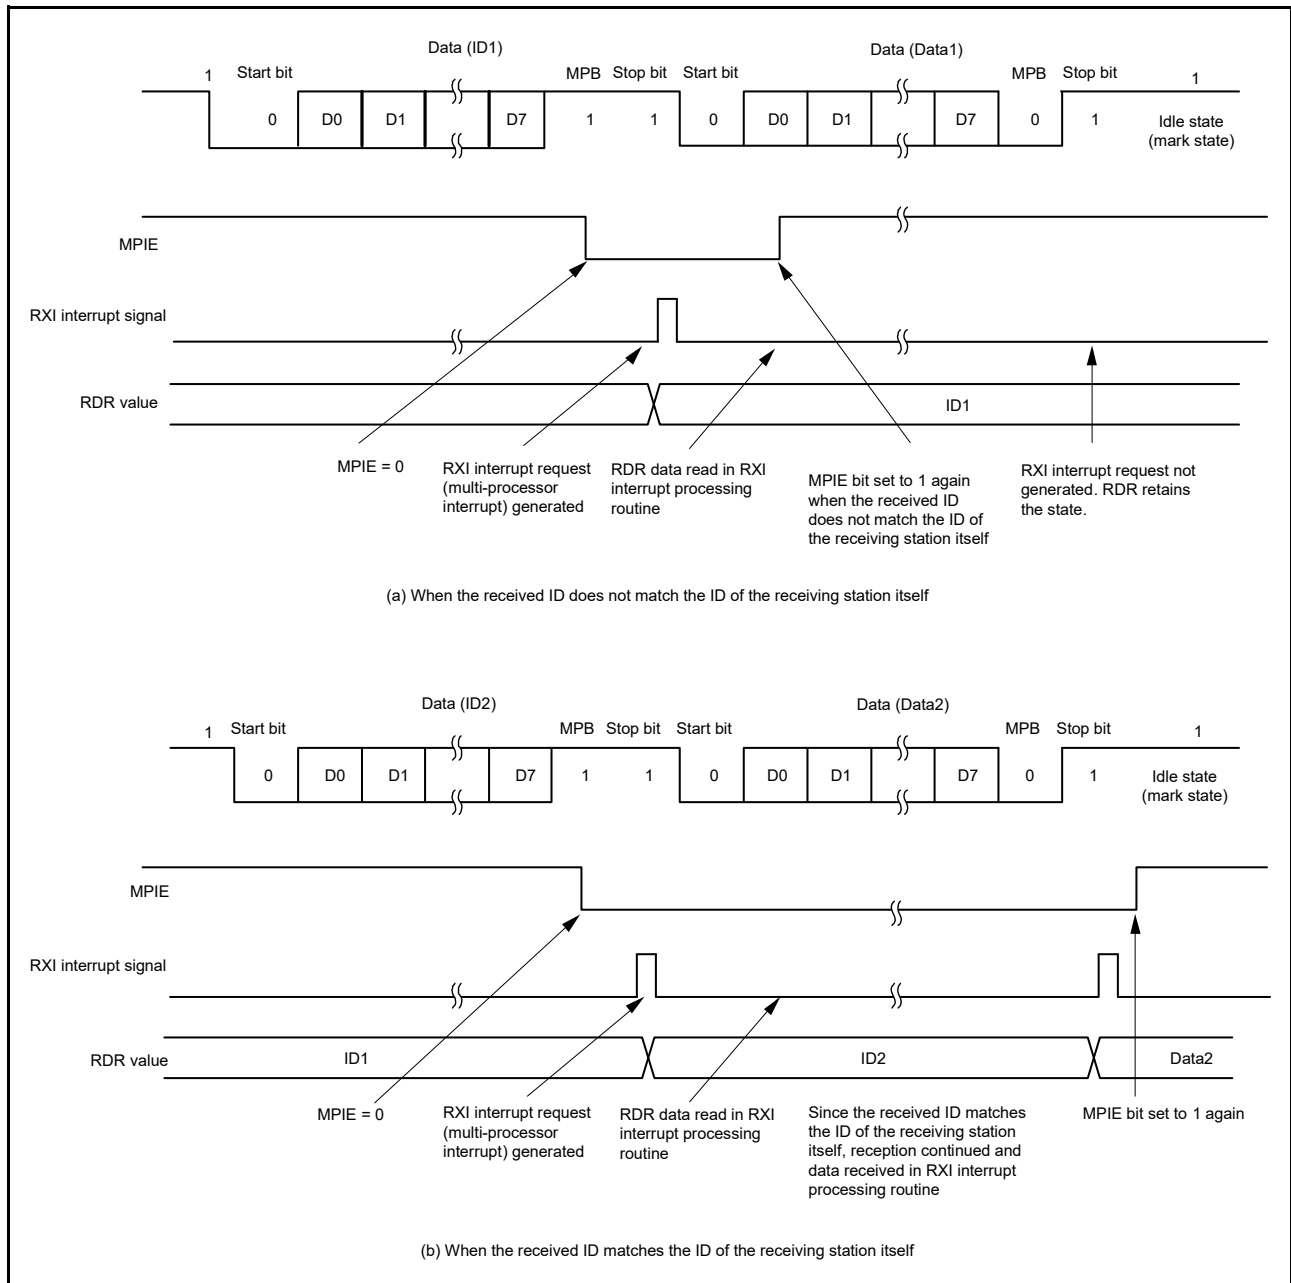 Data (ID1)
Data (Data1)
1
Start bit
MPB
Stop bit
Start bit
MPB
Stop bit
1
0
D0
D1
D7
1
1
0
D0
D1
D7
0
1
Idle state
(mark state)
MPIE
RXI interrupt signal
RDR value
ID1
MPIE = 0
RXI interrupt request
(multi-processor
interrupt) generated
RDR data read in RXI
interrupt processing
routine
MPIE bit set to 1 again
when the received ID
does not match the ID of
the receiving station itself
RXI interrupt request not
generated. RDR retains
the state.
(a) When the received ID does not match the ID of the receiving station itself
Data (ID2)
Data (Data2)
1
Start bit
MPB
Stop bit
Start bit
MPB
Stop bit
1
0
D0
D1
D7
1
1
0
D0
D1
D7
0
1
Idle state
(mark state)
MPIE
RXI interrupt signal
RDR value
ID1
ID2
Data2
MPIE = 0
RXI interrupt request
(multi-processor
interrupt) generated
RDR data read in RXI
interrupt processing
routine
Since the received ID matches
the ID of the receiving station
itself, reception continued and
data received in RXI interrupt
processing routine
MPIE bit set to 1 again
(b) When the received ID matches the ID of the receiving station itself